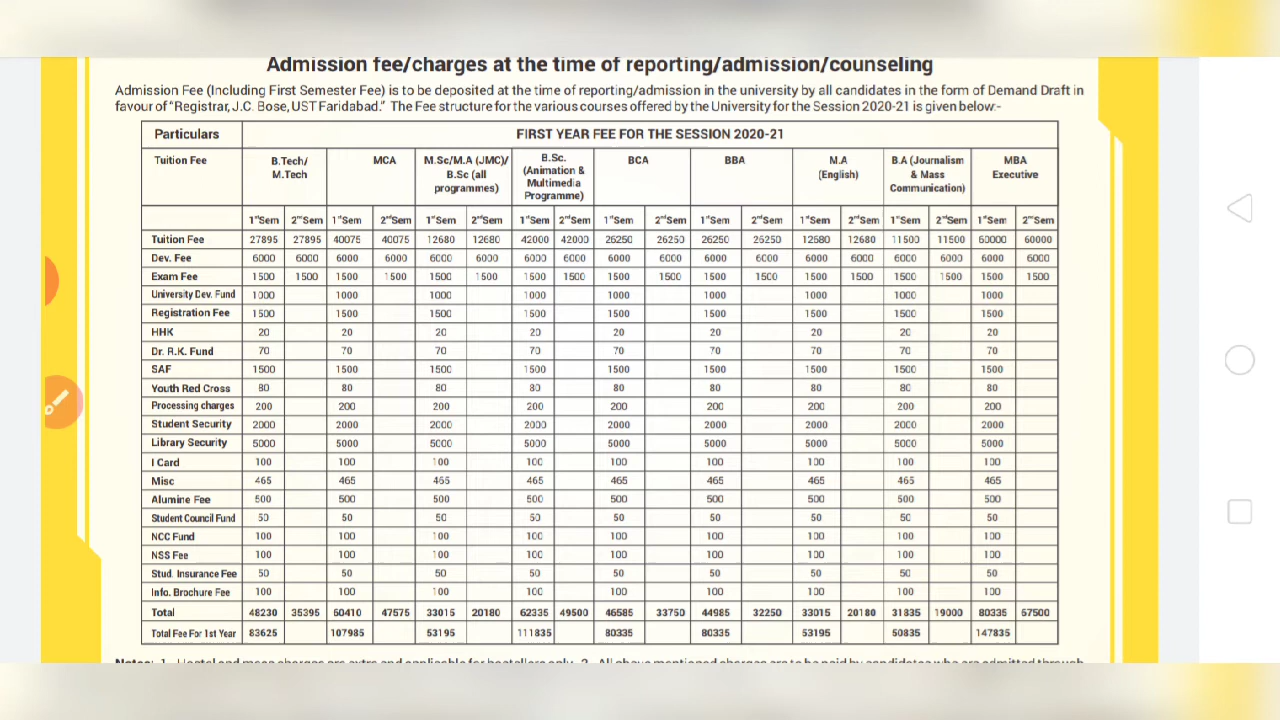 Admission fee/charges at the time of reporting/admission/counseling
Admission Fee (Including First Semester Fee) is to be deposited at the time of reporting/admission in the university by all candidates in the form of Demand Draft in
favour of "Registrar, J.C. Bose, UST Faridabad." The Fee structure for the various courses offered by the University for the Session 2020-21 is given below:-
Particulars FIRST YEAR FEE FOR THE SESSION 2020-21
Tuition Fee B.Tech/ M.Tech MCA M.Sc/M.A (JMC)/ B.Sc (all programmes) B.Sc. (Animation & Multimedia Programme) BCA BBA M.A (English) B.A (Journalism & Mass Communication) MBA Executive
1stSem 2ndSem 1stSem 2ndSem 1stSem 2ndSem 1stSem 2ndSem 1stSem 2ndSem 1stSem 2ndSem 1stSem 2ndSem 1stSem 2ndSem 1stSem 2ndSem
Tuition Fee 27895 27895 40075 40075 12680 12680 42000 42000 26250 26250 26250 26250 12680 12680 11500 11500 60000 60000
Dev. Fee 6000 6000 6000 6000 6000 6000 6000 6000 6000 6000 6000 6000 6000 6000 6000 6000 6000 6000
Exam Fee 1500 1500 1500 1500 1500 1500 1500 1500 1500 1500 1500 1500 1500 1500 1500 1500 1500 1500
University Dev. Fund 1000 1000 1000 1000 1000 1000 1000 1000 1000
Registration Fee 1500 1500 1500 1500 1500 1500 1500 1500 1500
HHK 20 20 20 20 20 20 20 20 20
Dr. R.K. Fund 70 70 70 70 70 70 70 70 70
SAF 1500 1500 1500 1500 1500 1500 1500 1500 1500
Youth Red Cross 80 80 80 80 80 80 80 80 80
Processing charges 200 200 200 200 200 200 200 200 200
Student Security 2000 2000 2000 2000 2000 2000 2000 2000 2000
Library Security 5000 5000 5000 5000 5000 5000 5000 5000 5000
I Card 100 100 100 100 100 100 100 100 100
Misc 465 465 465 465 465 465 465 465 465
Alumine Fee 500 500 500 500 500 500 500 500 500
Student Council Fund 50 50 50 50 50 50 50 50 50
NCC Fund 100 100 100 100 100 100 100 100 100
NSS Fee 100 100 100 100 100 100 100 100 100
Stud. Insurance Fee 50 50 50 50 50 50 50 50 50
Info. Brochure Fee 100 100 100 100 100 100 100 100 100
Total 48230 35395 60410 47575 33015 20180 62335 49500 46585 33750 44985 32250 33015 20180 31835 19000 80335 67500
Total Fee For 1st Year 83625 107985 53195 111835 80335 80335 53195 50835 147835